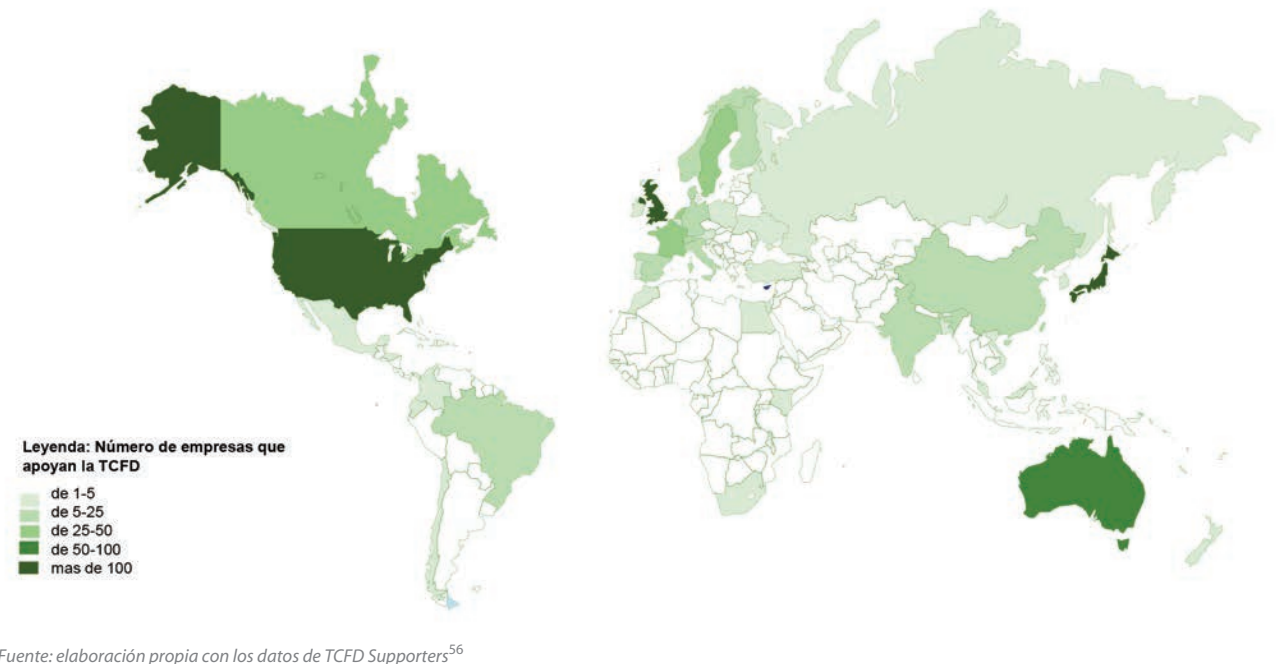 Leyenda: Número de empresas que
apoyan la TCFD
de 1-5
de 5-25
de 25-50
de 50-100
mas de 100
Fuente: elaboración propia con los datos de TCFD Supporters56